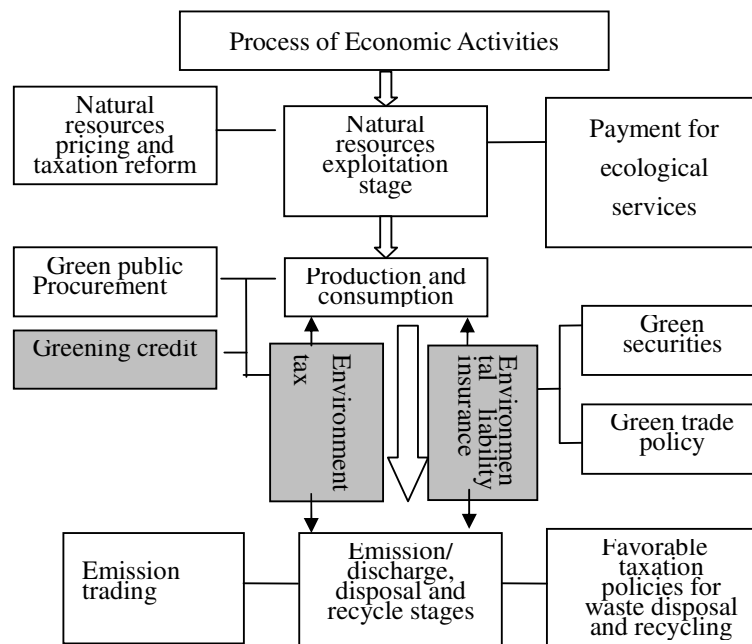 Process of Economic Activities
Natural
resources
pricing and
taxation reform
Natural
resources
exploitation
stage
Payment for
ecological
services
Green public
Procurement
Production and
consumption
Greening credit
Environment
tax
Environmen
tal liability
insurance
Green
securities
Green trade
policy
Emission
trading
Emission/
discharge,
disposal and
recycle stages
Favorable
taxation
policies for
waste disposal
and recycling